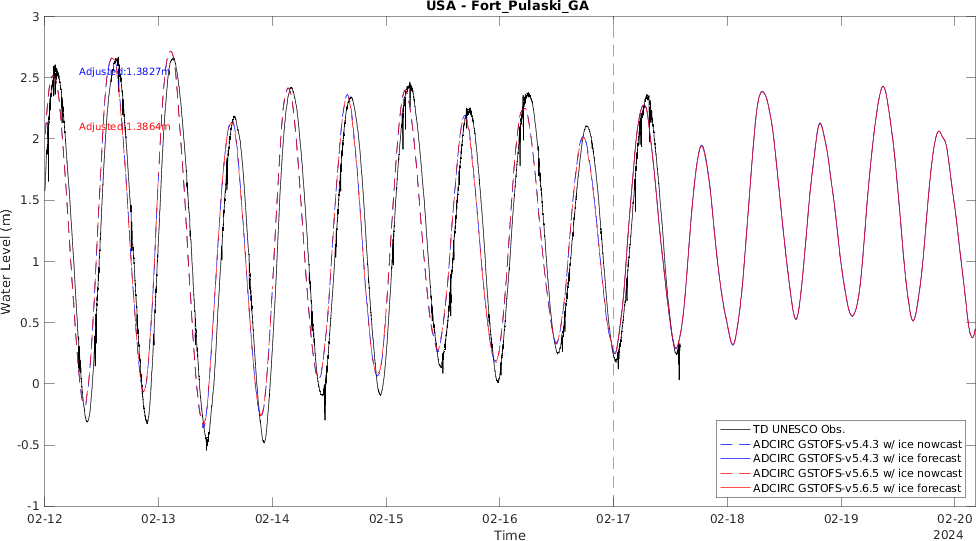 USA - Fort_Pulaski_GA
3
2.5
2
1.5
1
0.5
0
-0.5
-1
Water Level (m)
Adjusted:1.3827m
Adjusted:1.3864m
TD UNESCO Obs.
ADCIRC GSTOFS-v5.4.3 w/ ice nowcast
ADCIRC GSTOFS-v5.4.3 w/ ice forecast
ADCIRC GSTOFS-v5.6.5 w/ ice nowcast
ADCIRC GSTOFS-v5.6.5 w/ ice forecast
02-12 02-13 02-14 02-15 02-16 02-17 02-18 02-19 02-20
Time
2024